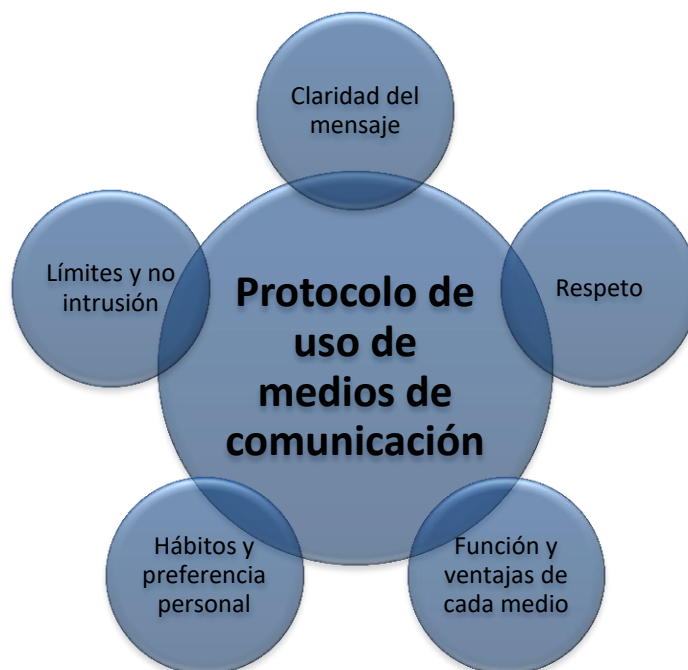 Claridad del
mensaje
Límites y no
intrusión
Protocolo de
uso de
medios de
comunicación
Respeto
Hábitos y
preferencia
personal
Función y
ventajas de
cada medio